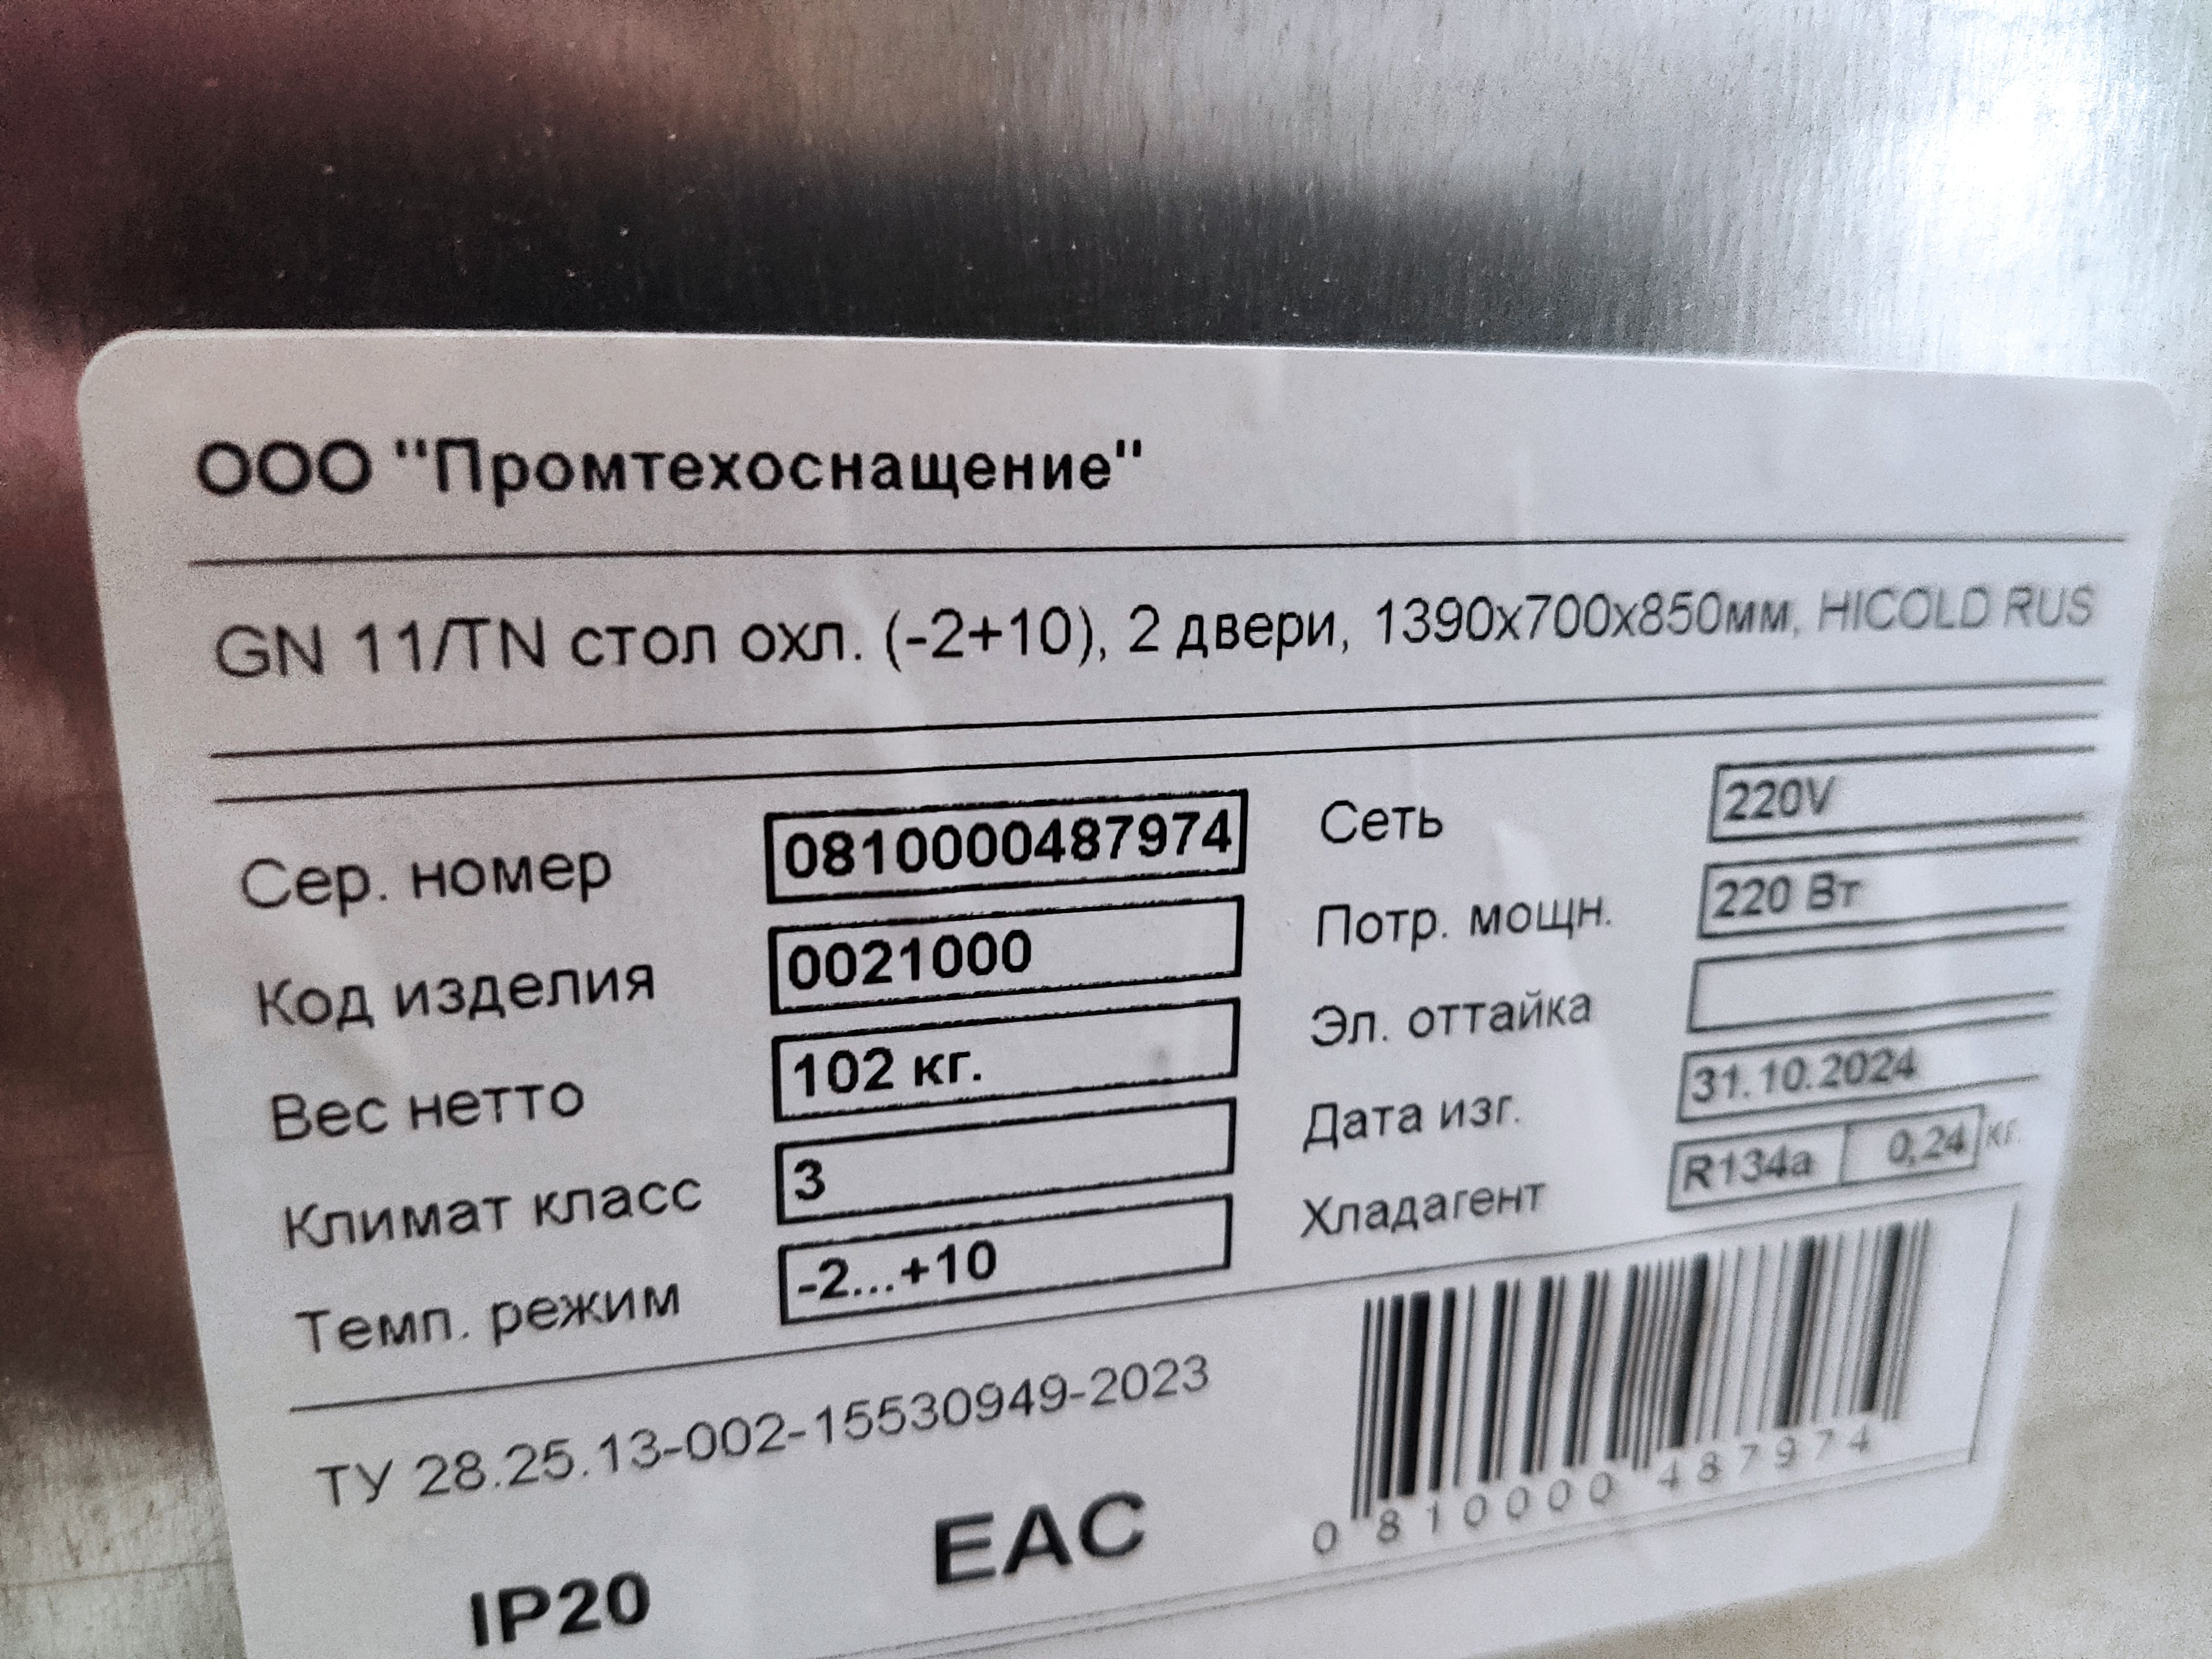 ООО "Промтехоснащение"
GN 11/TN стол охл. (-2+10), 2 двери, 1390x700x850мм, HICOLD RUS
Сер. номер 0810000487974
Код изделия 0021000
Вес нетто 102 кг.
Климат класс 3
Темп. режим -2...+10
Сеть 220V
Потр. мощн. 220 Вт
Эл. оттайка
Дата изг. 31.10.2024
Хладагент R134a 0,24 кг.
ТУ 28.25.13-002-15530949-2023
IP20
EAC
0 810000 487974